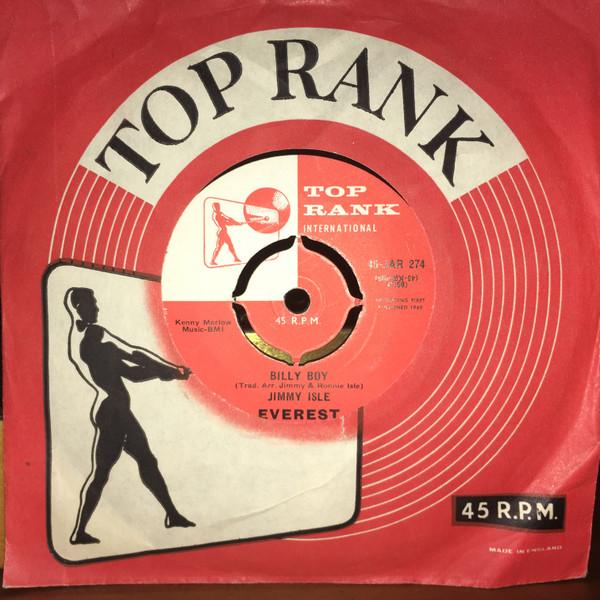 TOP RANK
TOP
RANK
INTERNATIONAL
45-JAR 274
Kenny Marlow
Music-BMI
45 R.P.M.
BILLY BOY
(Trad. Arr. Jimmy & Ronnie Isle)
JIMMY ISLE
EVEREST
45 R.P.M.
MADE IN ENGLAND